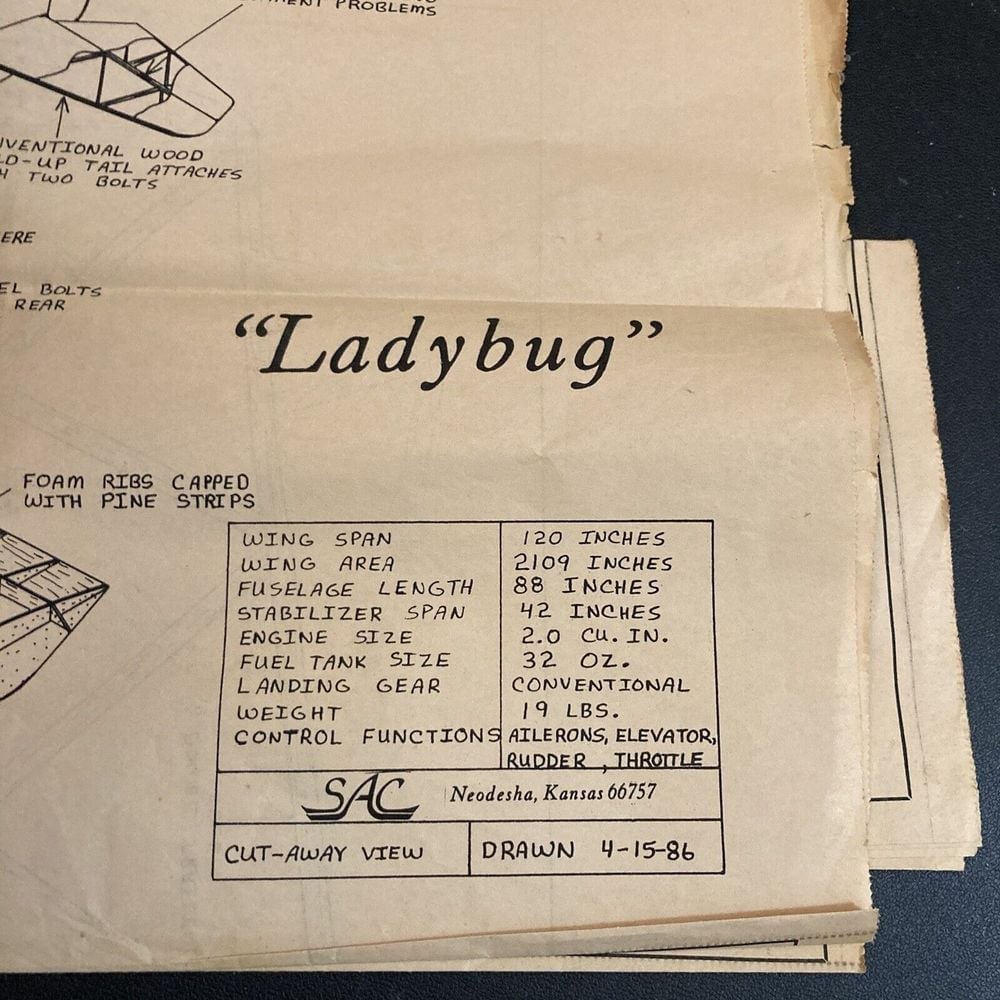 PROBLEMS
CONVENTIONAL WOOD
UP TAIL ATTACHES
TWO BOLTS
BOLTS
REAR
"Ladybug"
FOAM RIBS CAPPED
WITH PINE STRIPS
WING SPAN 120 INCHES
WING AREA 2109 INCHES
FUSELAGE LENGTH 88 INCHES
STABILIZER SPAN 42 INCHES
ENGINE SIZE 2.0 CU. IN.
FUEL TANK SIZE 32 OZ.
LANDING GEAR CONVENTIONAL
WEIGHT 19 LBS.
CONTROL FUNCTIONS AILERONS, ELEVATOR,
RUDDER , THROTTLE
SAC Neodesha, Kansas 66757
CUT-AWAY VIEW DRAWN 4-15-86